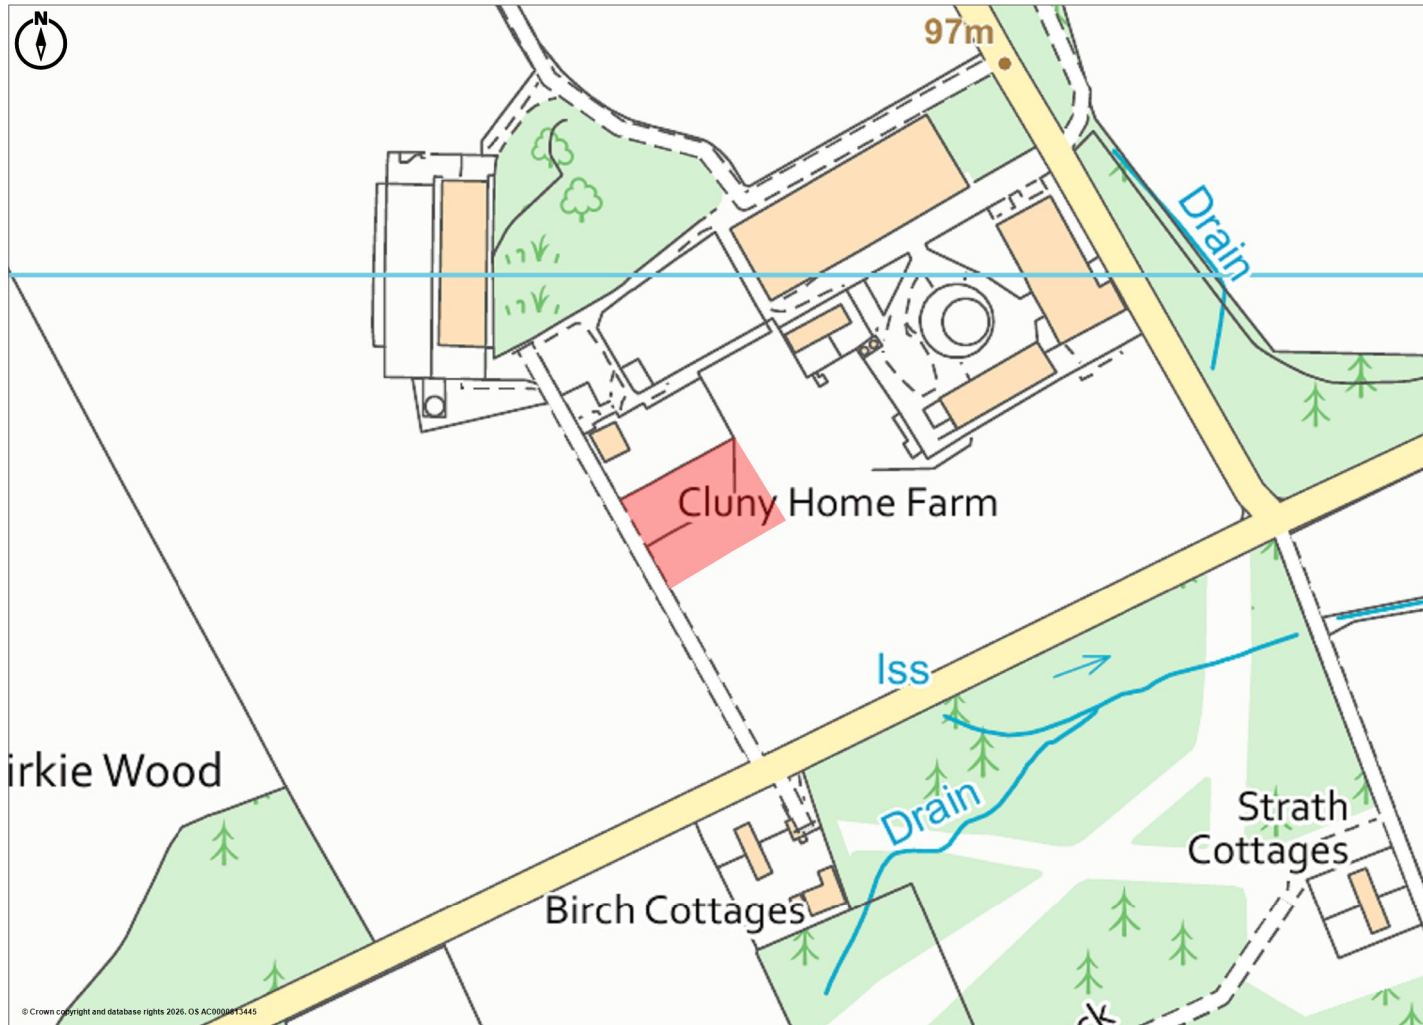 N
97m
Drain
Cluny Home Farm
Iss
irkie Wood
Drain
Strath
Cottages
Birch Cottages
ck
© Crown copyright and database rights 2026. OS AC0000813445